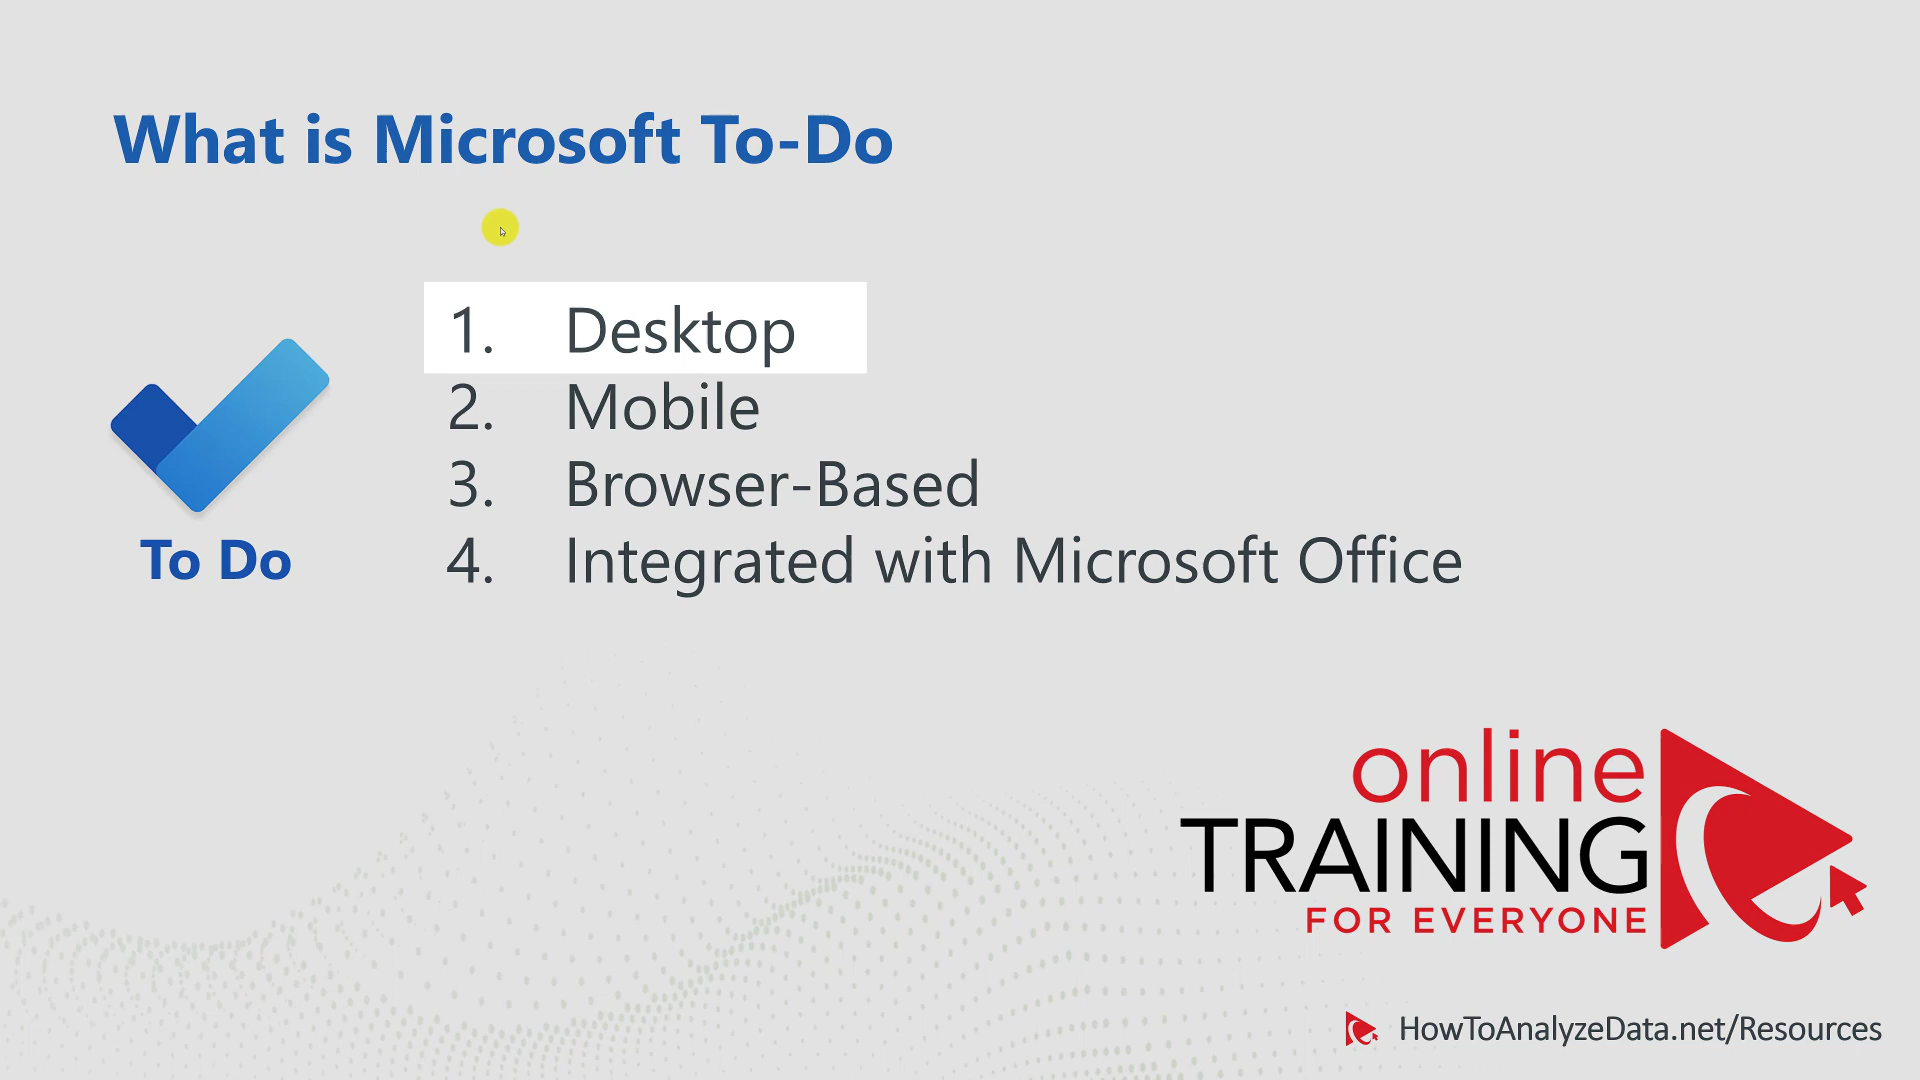 What is Microsoft To-Do
1. Desktop
2. Mobile
3. Browser-Based
4. Integrated with Microsoft Office
To Do
online
TRAINING
FOR EVERYONE
HowToAnalyzeData.net/Resources